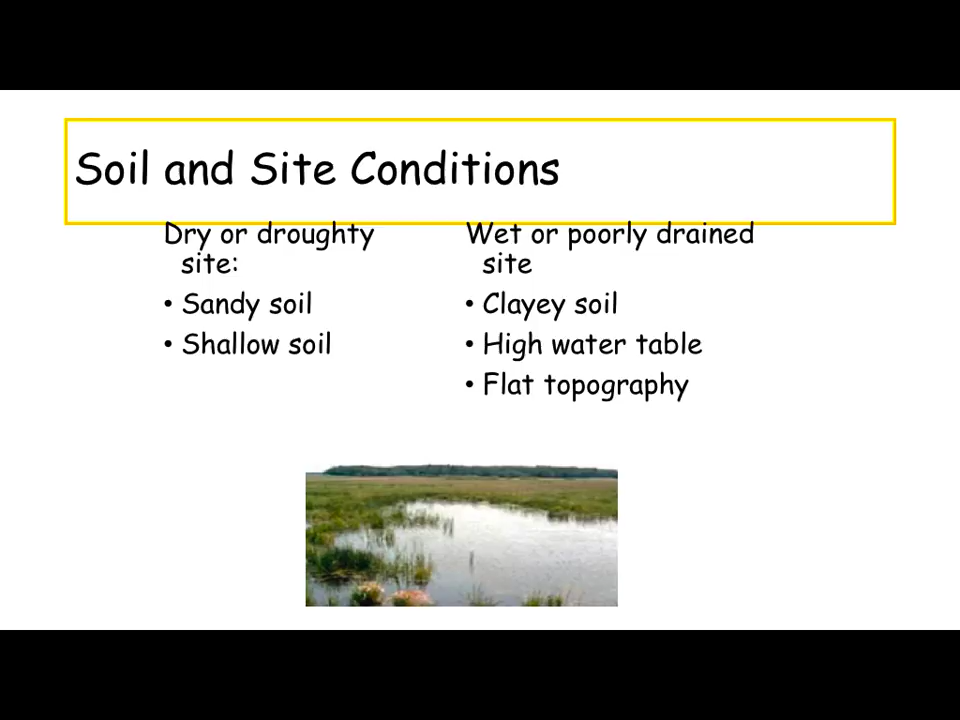 Soil and Site Conditions
Dry or droughty
site:
• Sandy soil
• Shallow soil
Wet or poorly drained
site
• Clayey soil
• High water table
• Flat topography